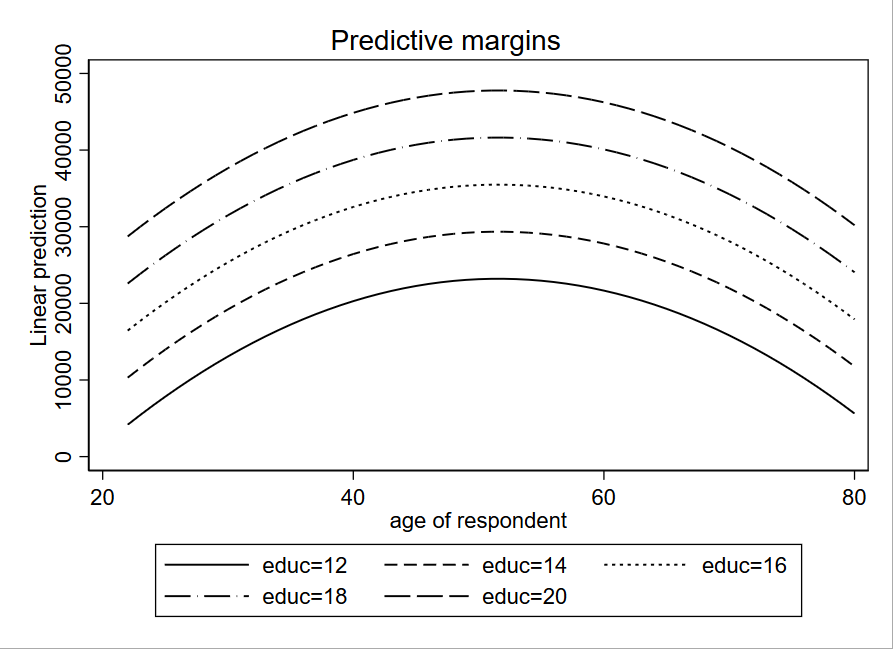 Predictive margins
50000
40000
30000
20000
10000
0
Linear prediction
20 40 60 80
age of respondent
educ=12 educ=14 educ=16
educ=18 educ=20